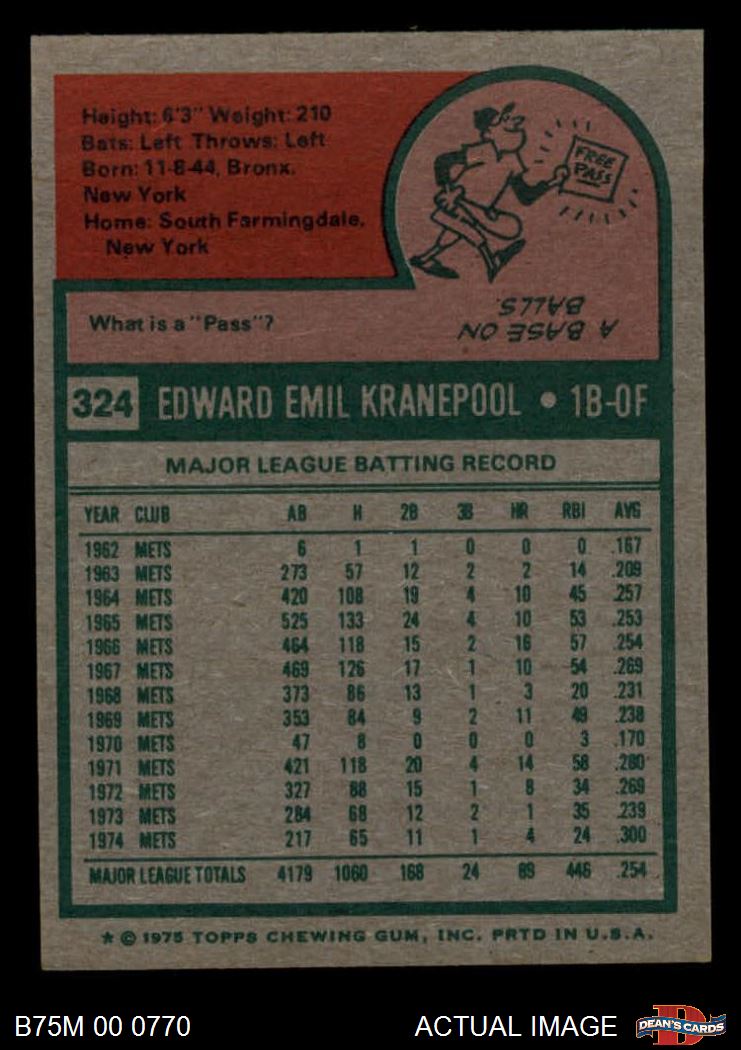 Height: 6'3" Weight: 210
Bats: Left Throws: Left
Born: 11-8-44, Bronx,
New York
Home: South Farmingdale,
New York
FREE
PASS
What is a "Pass"?
A BASE ON
BALLS.
324 EDWARD EMIL KRANEPOOL • 1B-OF
MAJOR LEAGUE BATTING RECORD
YEAR CLUB AB H 2B 3B HR RBI AVG
1962 METS 6 1 1 0 0 0 .167
1963 METS 273 57 12 2 2 14 .209
1964 METS 420 108 19 4 10 45 .257
1965 METS 525 133 24 4 10 53 .253
1966 METS 464 118 15 2 16 57 .254
1967 METS 469 126 17 1 10 54 .269
1968 METS 373 86 13 1 3 20 .231
1969 METS 353 84 9 2 11 49 .238
1970 METS 47 8 0 0 0 3 .170
1971 METS 421 118 20 4 14 58 .280
1972 METS 327 88 15 1 8 34 .269
1973 METS 284 68 12 2 1 35 .239
1974 METS 217 65 11 1 4 24 .300
MAJOR LEAGUE TOTALS 4179 1060 168 24 89 446 .254
★ © 1975 TOPPS CHEWING GUM, INC. PRTD IN U.S.A.
B75M 00 0770 ACTUAL IMAGE DEAN'S CARDS